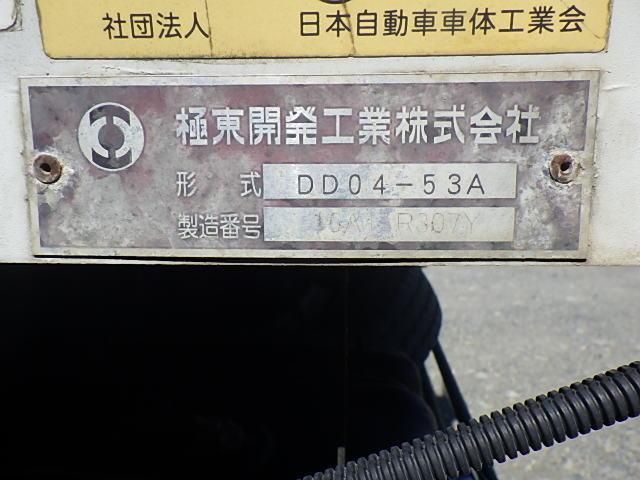 社団法人 日本自動車車体工業会
極東開発工業株式会社
形 式 DD04-53A
製造番号